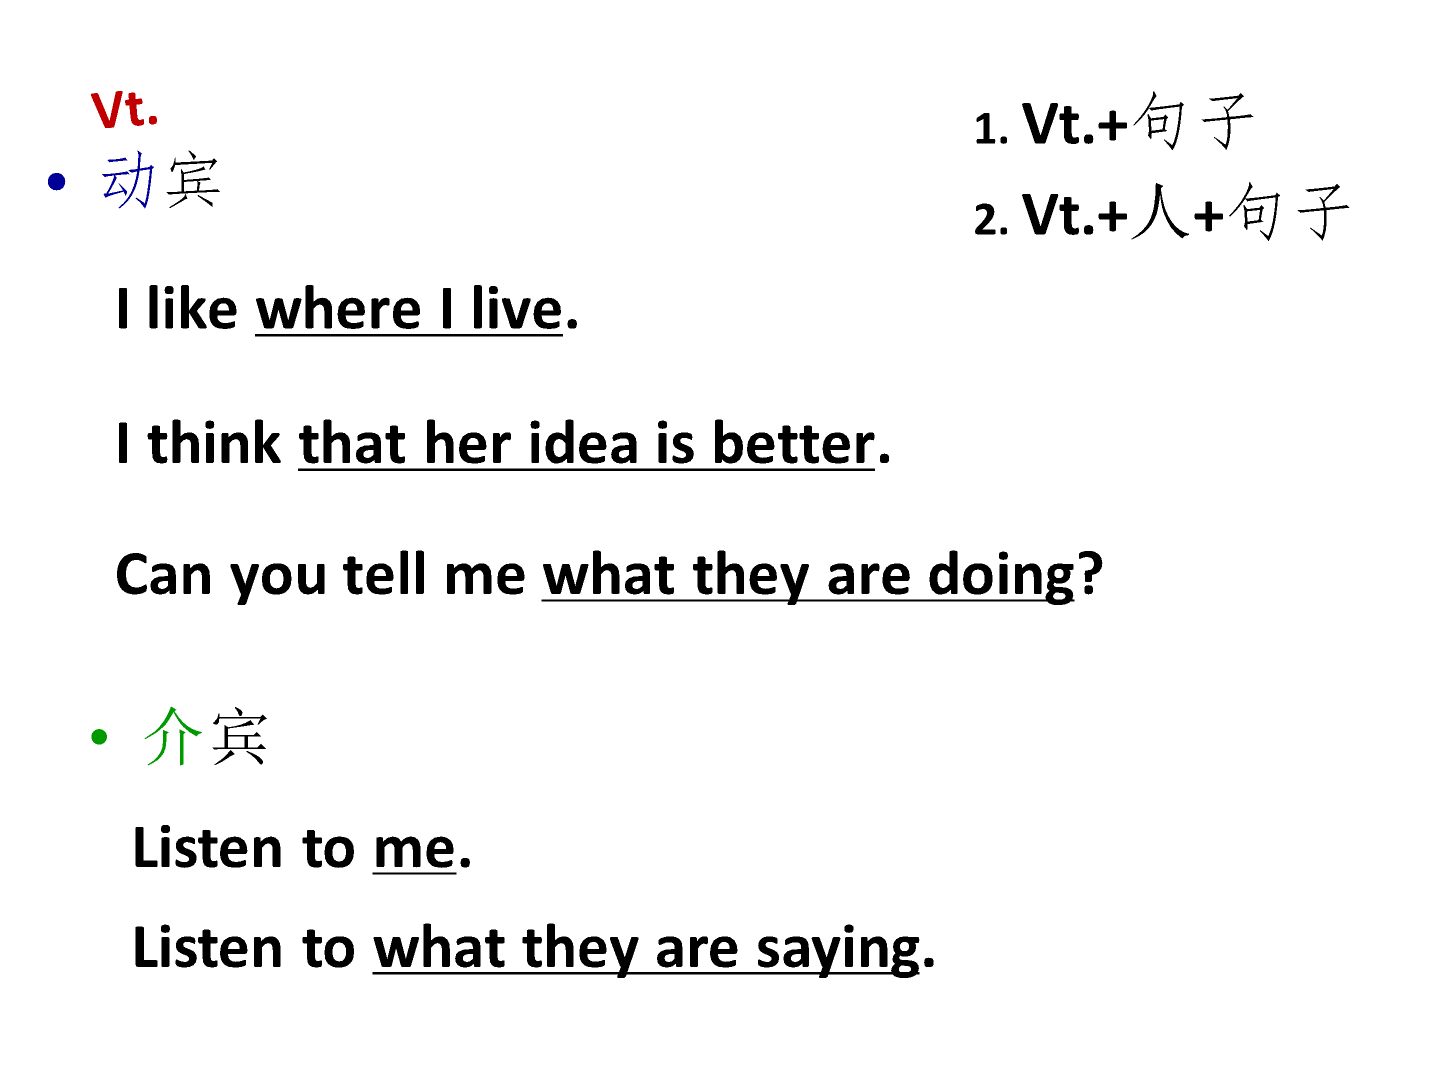 Vt.
• 动宾
1. Vt.+句子
2. Vt.+人+句子
I like where I live.
I think that her idea is better.
Can you tell me what they are doing?
• 介宾
Listen to me.
Listen to what they are saying.